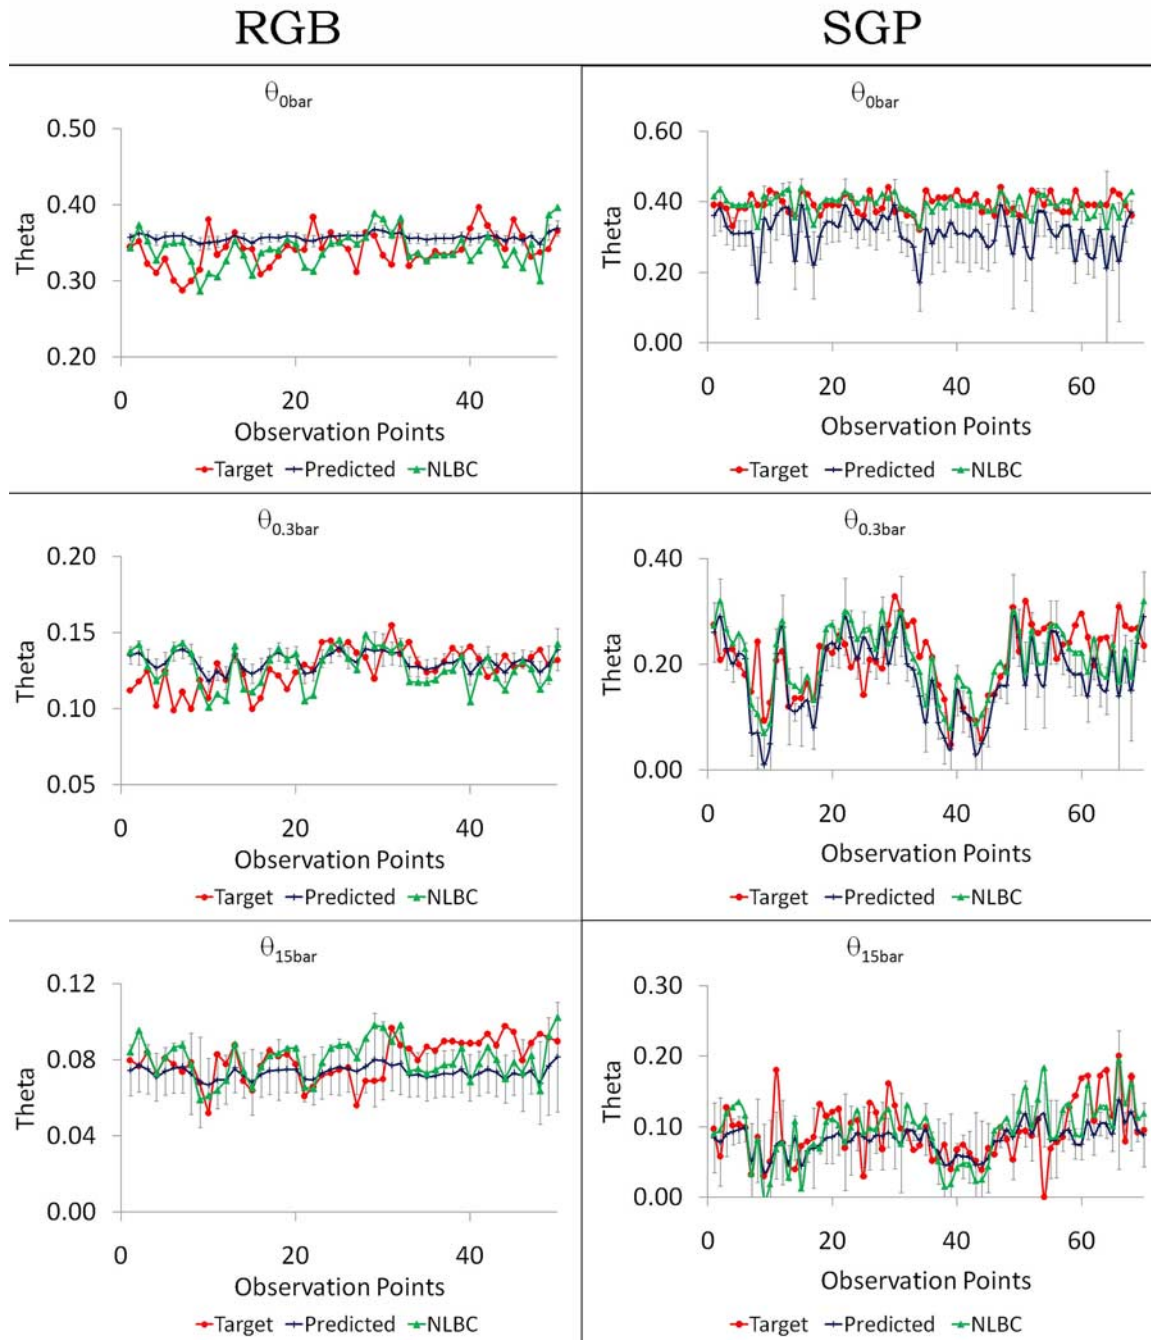 RGB
SGP
θ0bar
0.50
0.40
0.30
0.20
Theta
0
20
40
Observation Points
Target Predicted NLBC
θ0bar
0.60
0.40
0.20
0.00
Theta
0
20
40
60
Observation Points
Target Predicted NLBC
θ0.3bar
0.20
0.15
0.10
0.05
Theta
0
20
40
Observation Points
Target Predicted NLBC
θ0.3bar
0.40
0.20
0.00
Theta
0
20
40
60
Observation Points
Target Predicted NLBC
θ15bar
0.12
0.08
0.04
0.00
Theta
0
20
40
Observation Points
Target Predicted NLBC
θ15bar
0.30
0.20
0.10
0.00
Theta
0
20
40
60
Observation Points
Target Predicted NLBC